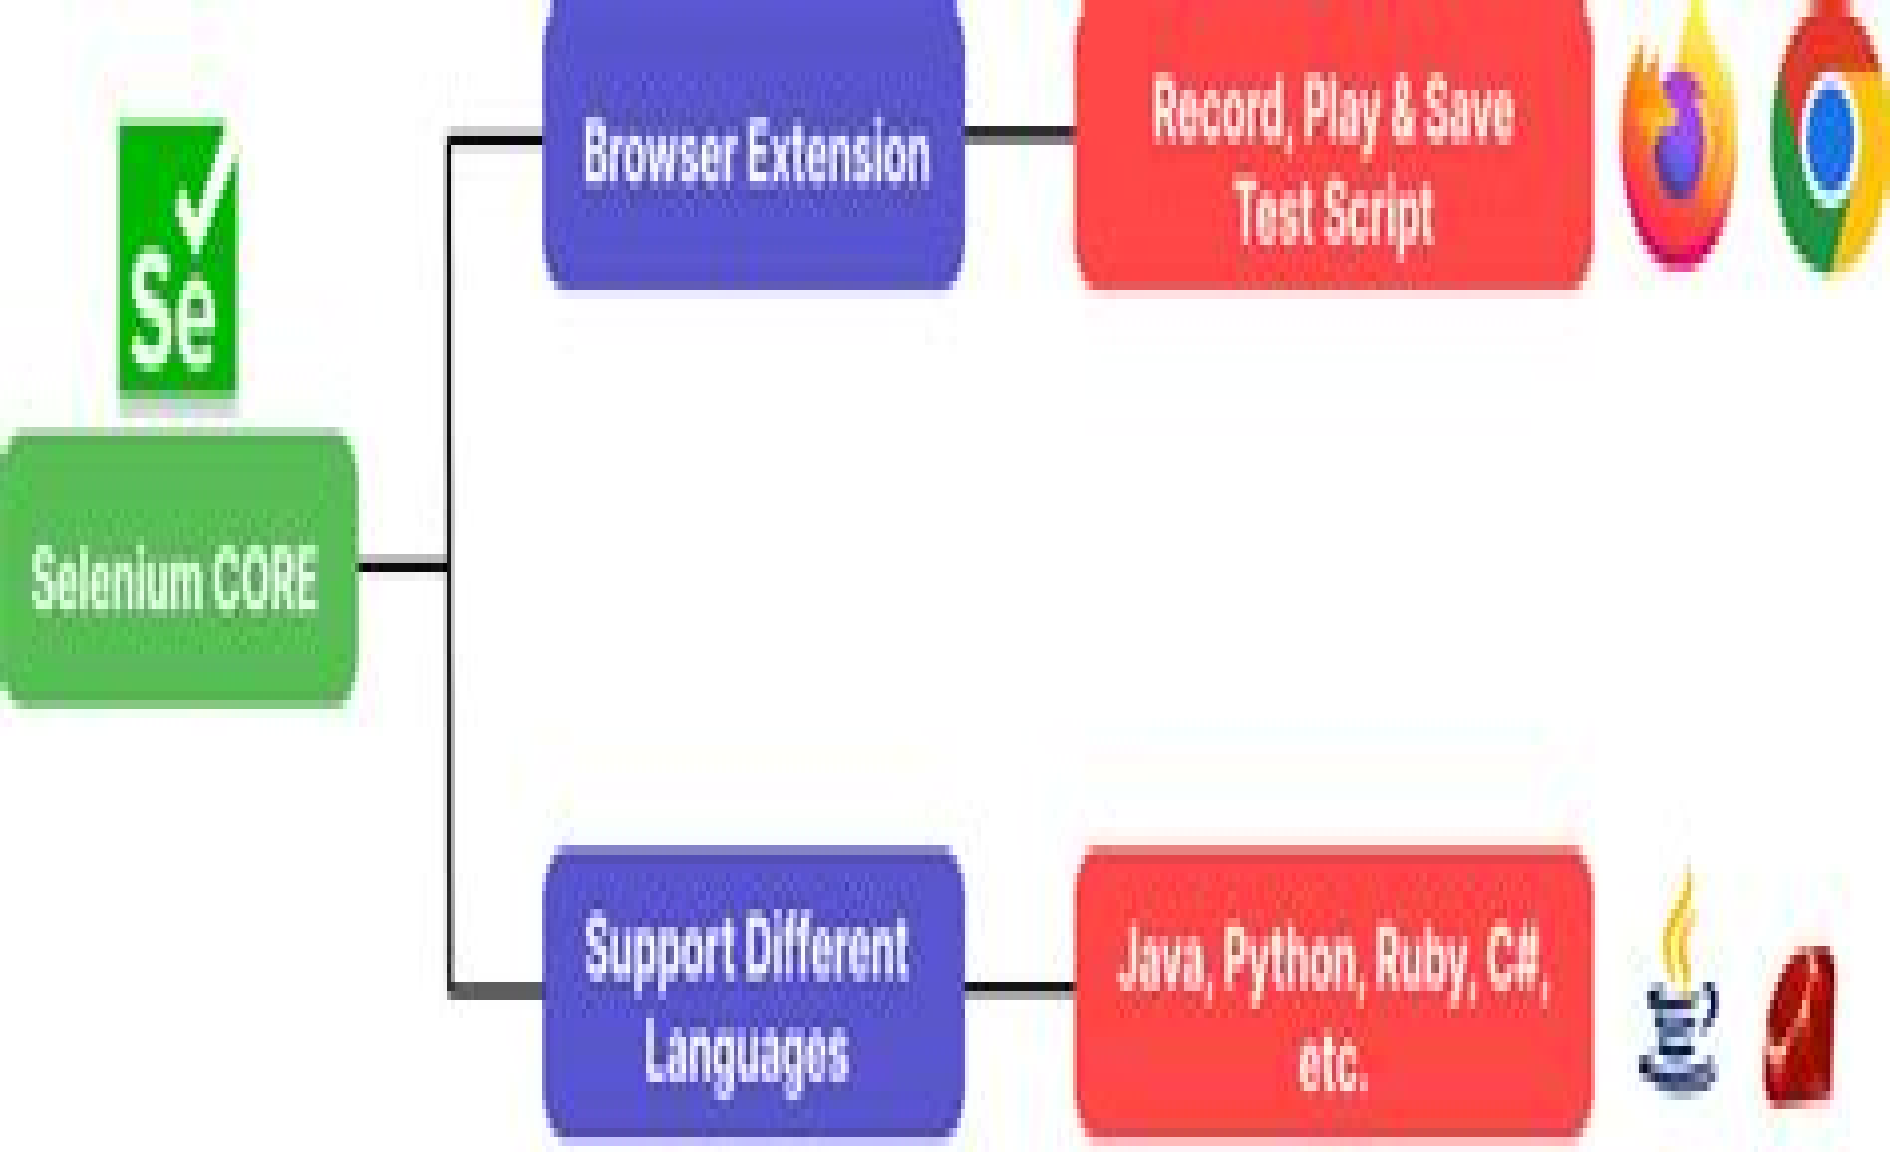 Se
Selenium CORE
Browser Extension
Record, Play & Save
Test Script
Support Different
Languages
Java, Python, Ruby, C#,
etc.